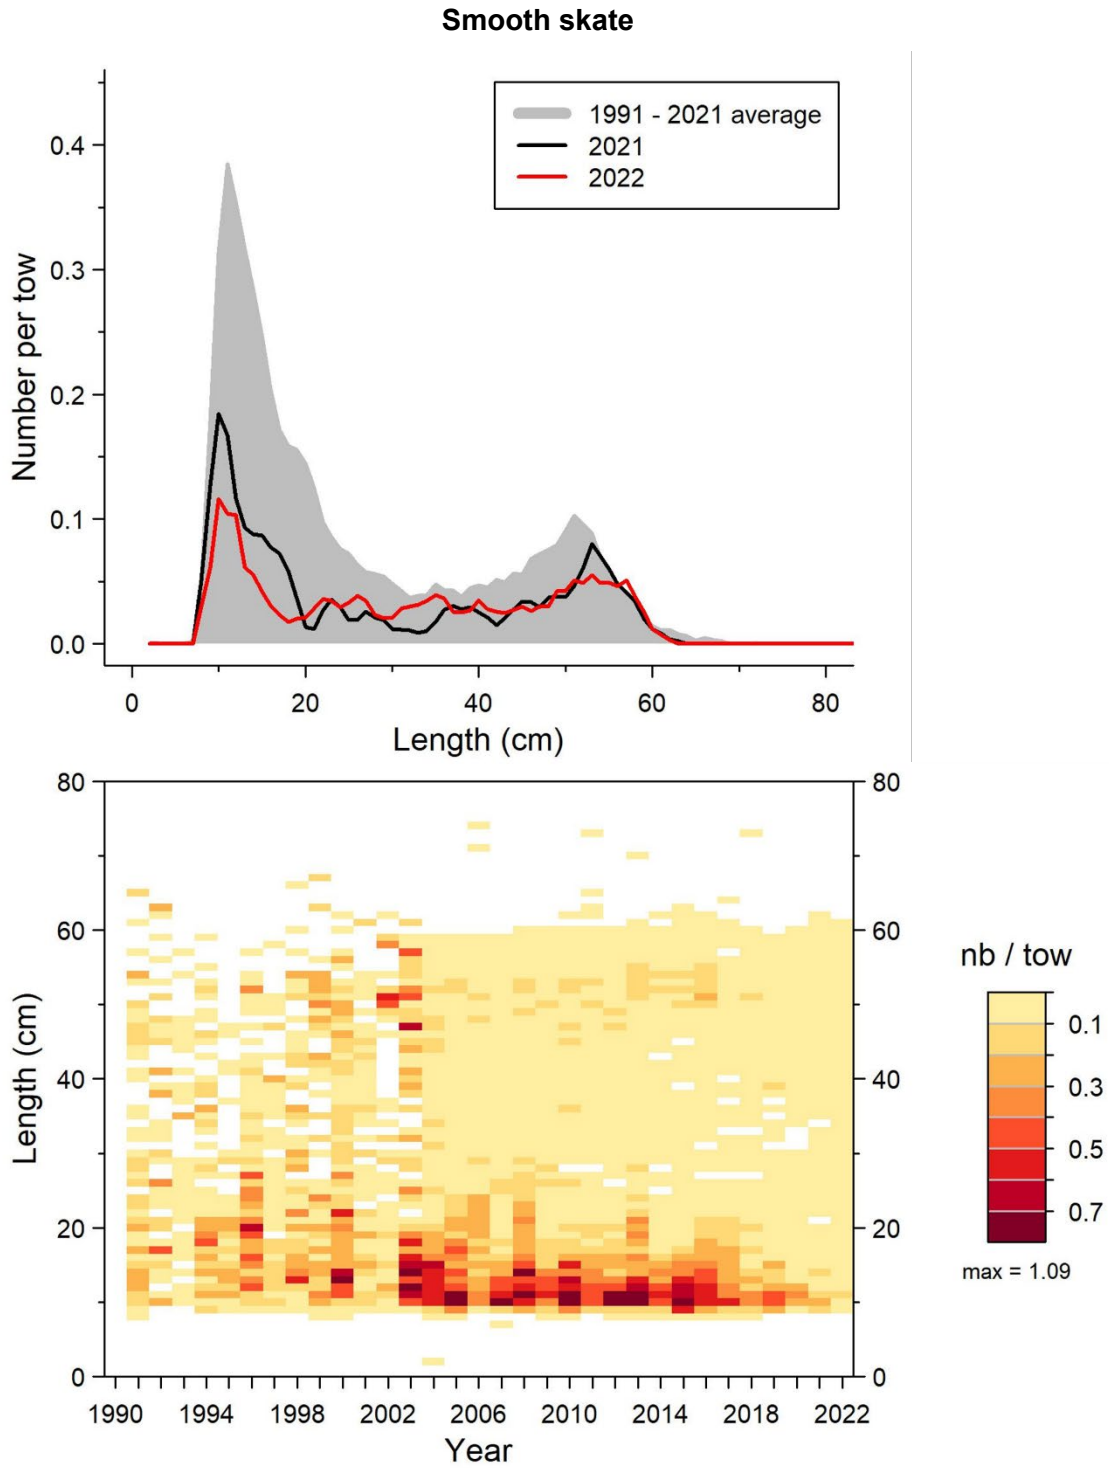 Smooth skate
1991 - 2021 average
2021
2022
0.4
0.3
0.2
0.1
0.0
Number per tow
0 20 40 60 80
Length (cm)
80 80
60 60
40 40
20 20
0 0
Length (cm)
1990 1994 1998 2002 2006 2010 2014 2018 2022
Year
nb / tow
0.1
0.3
0.5
0.7
max = 1.09